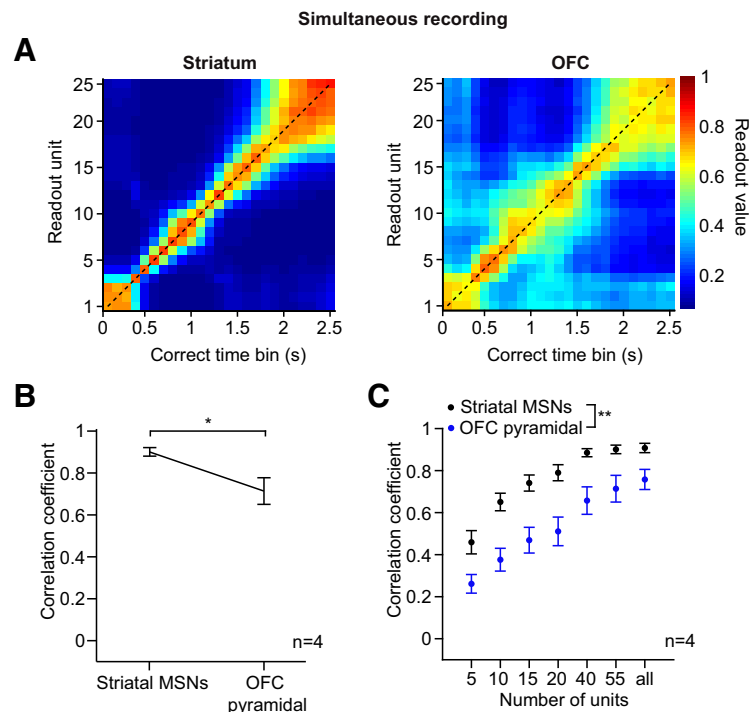 Simultaneous recording
A
Striatum
OFC
25
20
15
10
5
1
Readout unit
0 0.5 1 1.5 2 2.5
Correct time bin (s)
25
20
15
10
5
1
Readout unit
0 0.5 1 1.5 2 2.5
Correct time bin (s)
1
0.8
0.6
0.4
0.2
Readout value
B
*
1
0.8
0.6
0.4
0.2
0
Correlation coefficient
n=4
Striatal MSNs
OFC
pyramidal
C
Striatal MSNs
OFC pyramidal
**
1
0.8
0.6
0.4
0.2
0
Correlation coefficient
n=4
5 10 15 20 40 55 all
Number of units